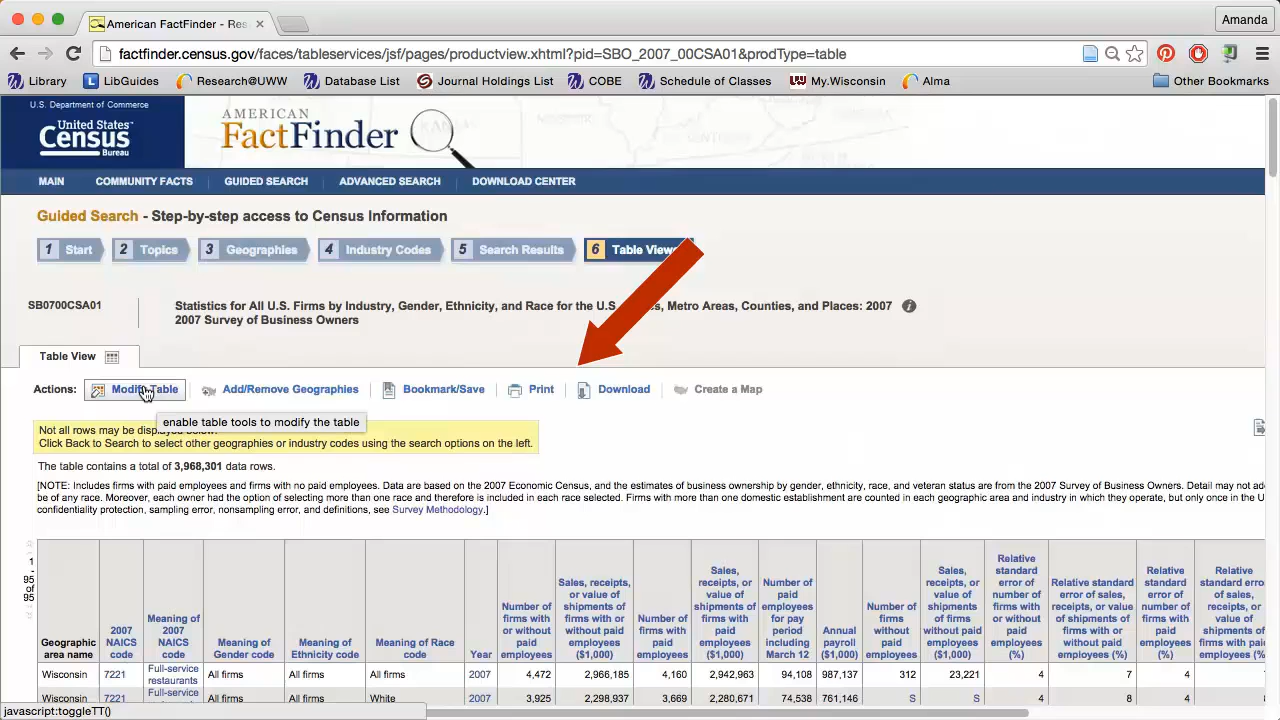 American FactFinder - Res
Amanda
factfinder.census.gov/faces/tableservices/jsf/pages/productview.xhtml?pid=SBO_2007_00CSA01&prodType=table
Library LibGuides Research@UWW Database List Journal Holdings List COBE Schedule of Classes My.Wisconsin Alma Other Bookmarks
U.S. Department of Commerce
United States
Census
Bureau
AMERICAN
FactFinder
MAIN COMMUNITY FACTS GUIDED SEARCH ADVANCED SEARCH DOWNLOAD CENTER
Guided Search - Step-by-step access to Census Information
1 Start 2 Topics 3 Geographies 4 Industry Codes 5 Search Results 6 Table View
SB0700CSA01
Statistics for All U.S. Firms by Industry, Gender, Ethnicity, and Race for the U.S. Metro Areas, Counties, and Places: 2007
2007 Survey of Business Owners
Table View
Actions: Modify Table Add/Remove Geographies Bookmark/Save Print Download Create a Map
enable table tools to modify the table
Not all rows may be displayed below.
Click Back to Search to select other geographies or industry codes using the search options on the left.
The table contains a total of 3,968,301 data rows.
[NOTE: Includes firms with paid employees and firms with no paid employees. Data are based on the 2007 Economic Census, and the estimates of business ownership by gender, ethnicity, race, and veteran status are from the 2007 Survey of Business Owners. Detail may not ad
be of any race. Moreover, each owner had the option of selecting more than one race and therefore is included in each race selected. Firms with more than one domestic establishment are counted in each geographic area and industry in which they operate, but only once in the U
confidentiality protection, sampling error, nonsampling error, and definitions, see Survey Methodology.]
1
-
95
of
95
Geographic
area name
2007
NAICS
code
Meaning of
2007
NAICS
code
Meaning of
Gender code
Meaning of
Ethnicity code
Meaning of Race
code
Year
Number of
firms with
or without
paid
employees
Sales, receipts,
or value of
shipments of
firms with or
without paid
employees
($1,000)
Number of
firms with
paid
employees
Sales,
receipts, or
value of
shipments
of firms with
paid
employees
($1,000)
Number of
paid
employees
for pay
period
including
March 12
Annual
payroll
($1,000)
Number of
firms
without
paid
employees
Sales,
receipts, or
value of
shipments
of firms
without paid
employees
($1,000)
Relative
standard
error of
number of
firms with
or without
paid
employees
(%)
Relative standard
error of sales,
receipts, or value
of shipments of
firms with or
without paid
employees (%)
Relative
standard
error of
number of
firms with
paid
employees
(%)
Relative
standard error
of sales,
receipts, or
value of
shipments of
firms with paid
employees (%)
Wisconsin 7221 Full-service restaurants All firms All firms All firms 2007 4,472 2,966,185 4,160 2,942,963 94,108 987,137 312 23,221 4 7 4
Wisconsin 7221 Full-service All firms All firms White 2007 3,925 2,298,937 3,669 2,280,671 74,538 761,146 S S 4 8 4
javascript:toggleTT()